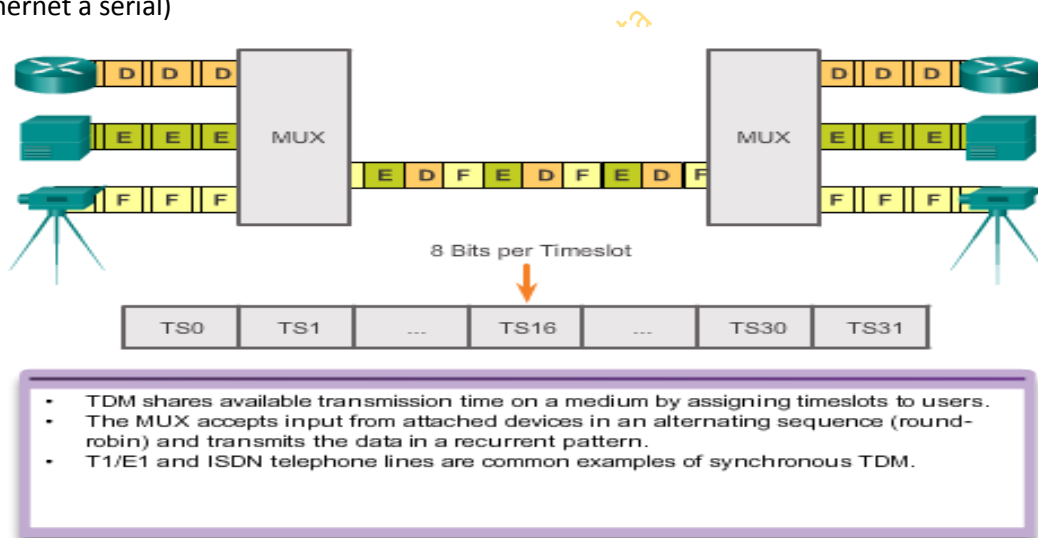 ernet a serial)
D D D D D D
E E E MUX MUX E E E
E D F E D F E D F
F F F F F F
8 Bits per Timeslot
TS0 TS1 ... TS16 ... TS30 TS31
• TDM shares available transmission time on a medium by assigning timeslots to users.
• The MUX accepts input from attached devices in an alternating sequence (round-
robin) and transmits the data in a recurrent pattern.
• T1/E1 and ISDN telephone lines are common examples of synchronous TDM.